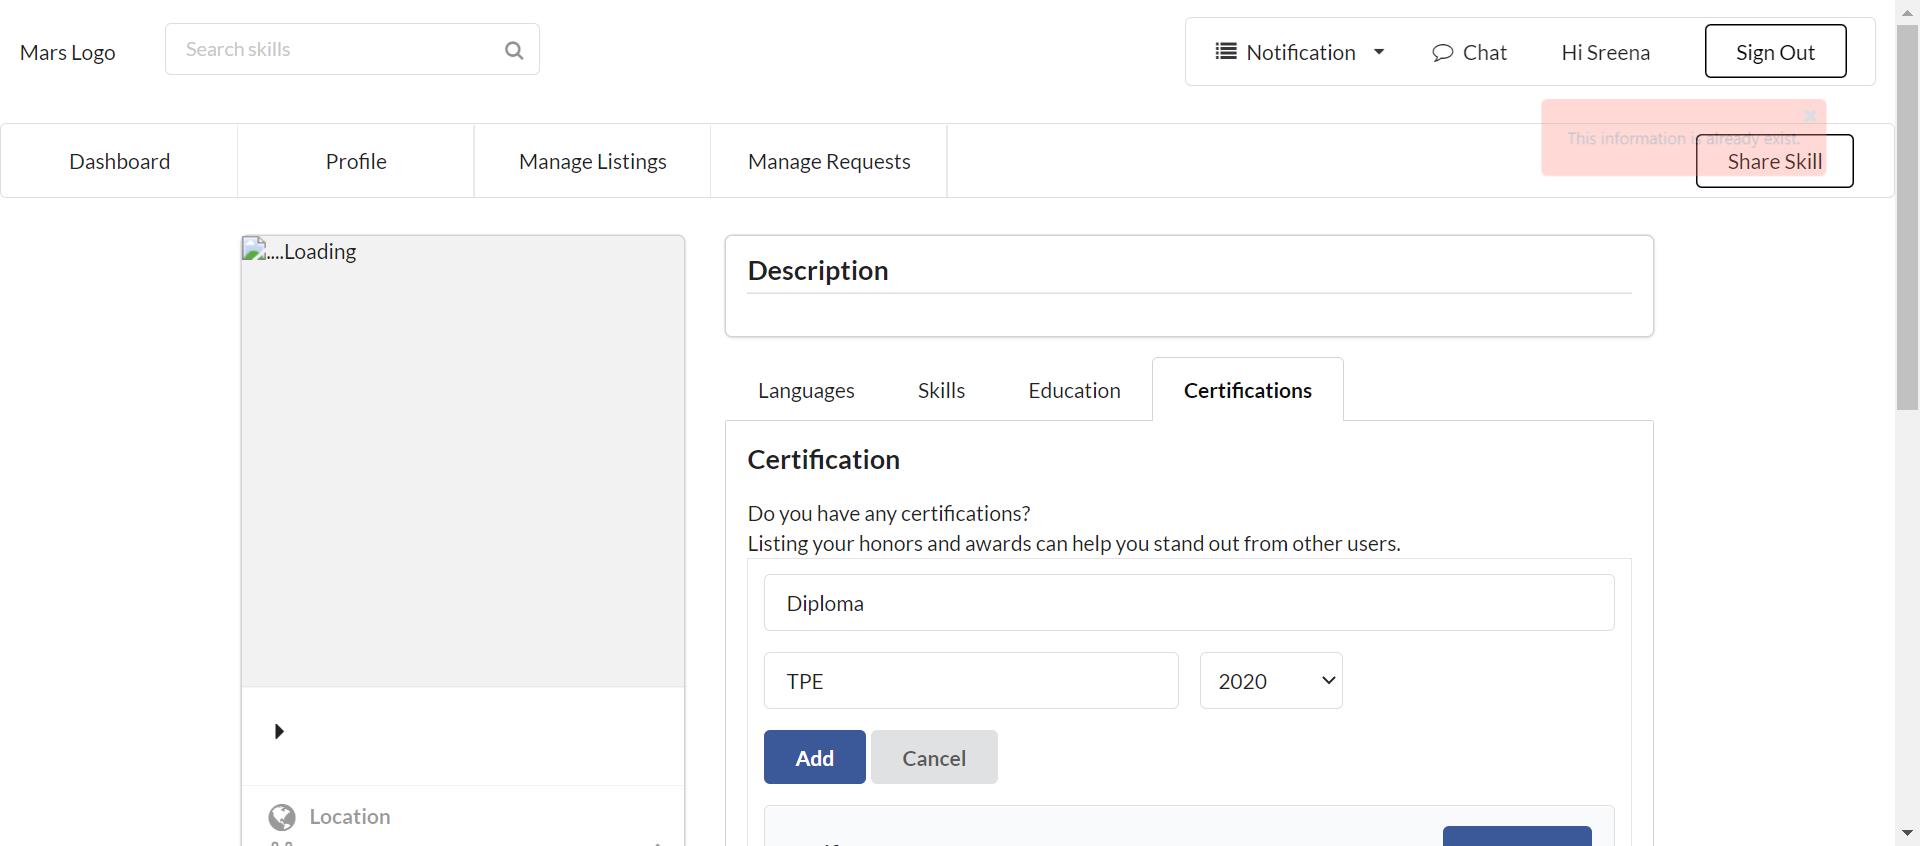 Mars Logo
Search skills
Notification
Chat
Hi Sreena
Sign Out
This information is already exist.
Dashboard
Profile
Manage Listings
Manage Requests
Share Skill
....Loading
Description
Languages
Skills
Education
Certifications
Certification
Do you have any certifications?
Listing your honors and awards can help you stand out from other users.
Diploma
TPE
2020
Add
Cancel
Location